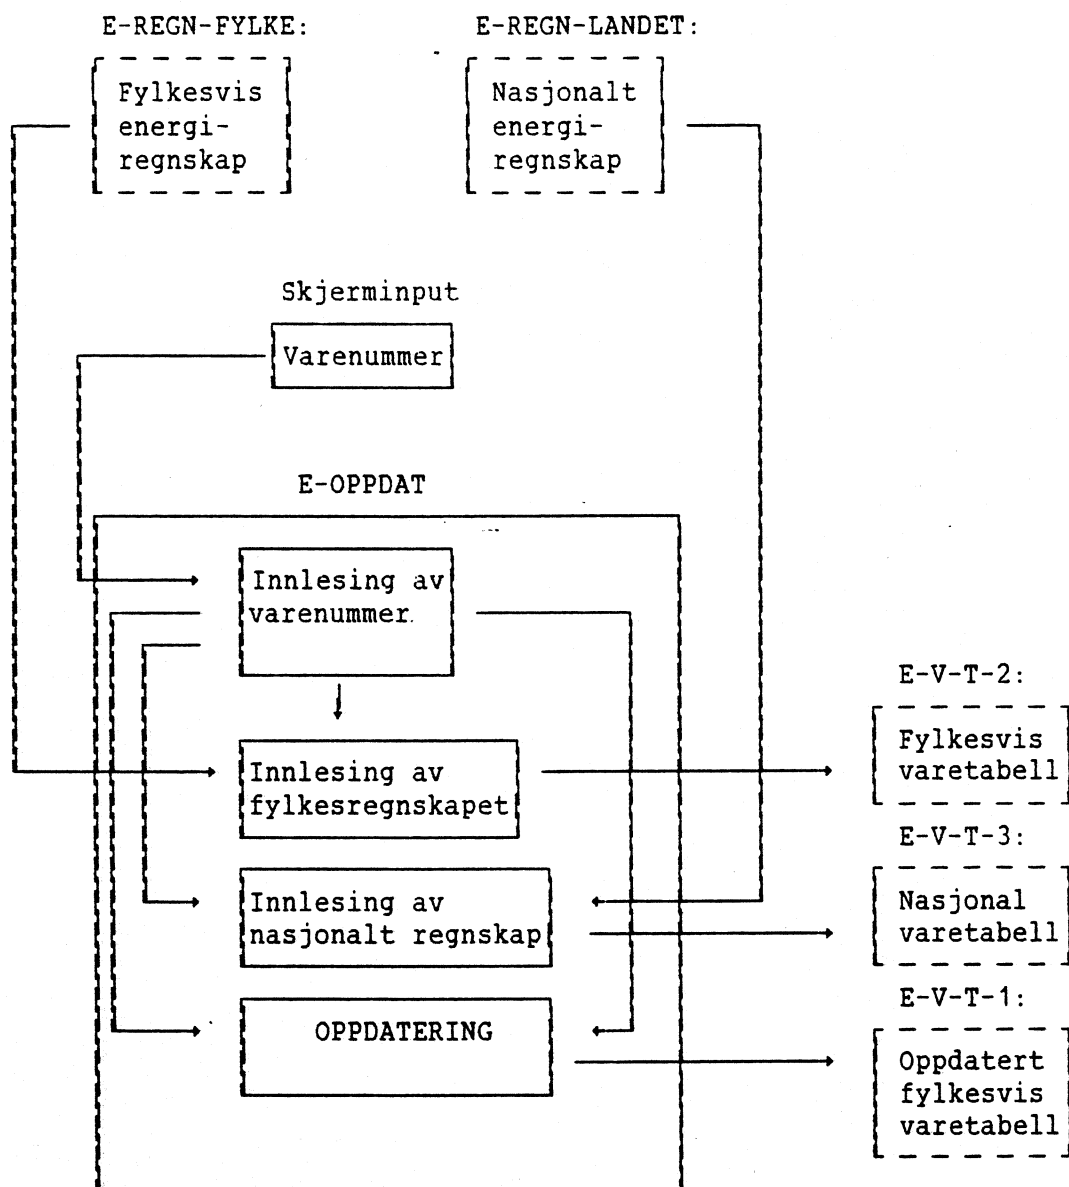 E-REGN-FYLKE:
Fylkesvis
energi-
regnskap
E-REGN-LANDET:
Nasjonalt
energi-
regnskap
Skjerminput
Varenummer
E-OPPDAT
Innlesing av
varenummer.
Innlesing av
fylkesregnskapet
Innlesing av
nasjonalt regnskap
OPPDATERING
E-V-T-2:
Fylkesvis
varetabell
E-V-T-3:
Nasjonal
varetabell
E-V-T-1:
Oppdatert
fylkesvis
varetabell